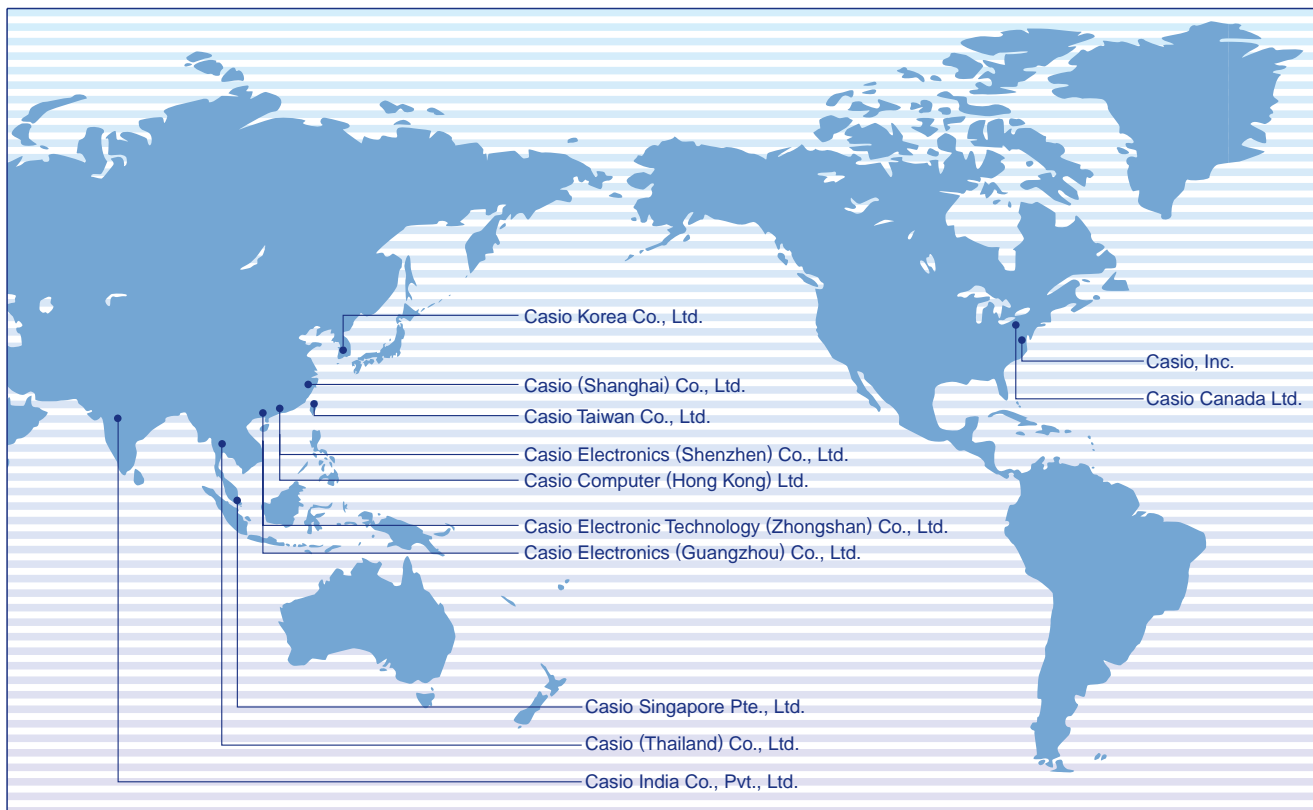 Casio Korea Co., Ltd.
Casio, Inc.
Casio (Shanghai) Co., Ltd.
Casio Canada Ltd.
Casio Taiwan Co., Ltd.
Casio Electronics (Shenzhen) Co., Ltd.
Casio Computer (Hong Kong) Ltd.
Casio Electronic Technology (Zhongshan) Co., Ltd.
Casio Electronics (Guangzhou) Co., Ltd.
Casio Singapore Pte., Ltd.
Casio (Thailand) Co., Ltd.
Casio India Co., Pvt., Ltd.